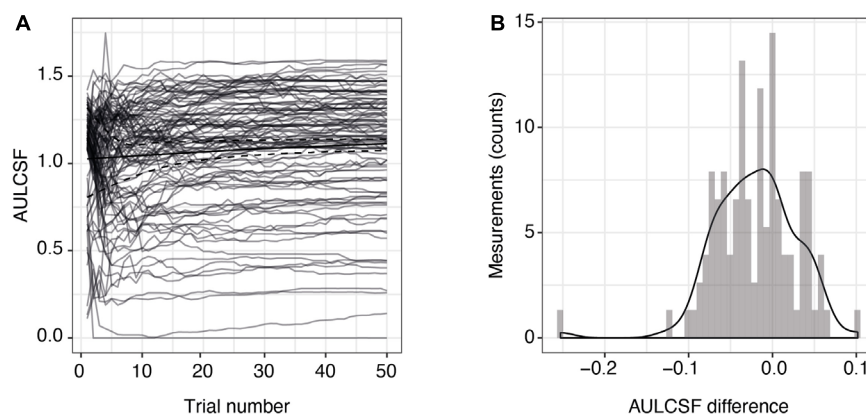 A
AULCSF
1.5
1.0
0.5
0.0
0 10 20 30 40 50
Trial number
B
Mesurements (counts)
15
10
5
0
−0.2 −0.1 0.0 0.1
AULCSF difference